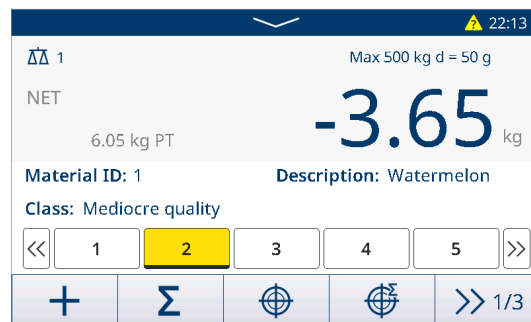 22:13
1 Max 500 kg d = 50 g
NET
-3.65 kg
6.05 kg PT
Material ID: 1 Description: Watermelon
Class: Mediocre quality
<< 1 2 3 4 5 >>
+ Σ Σ >> 1/3